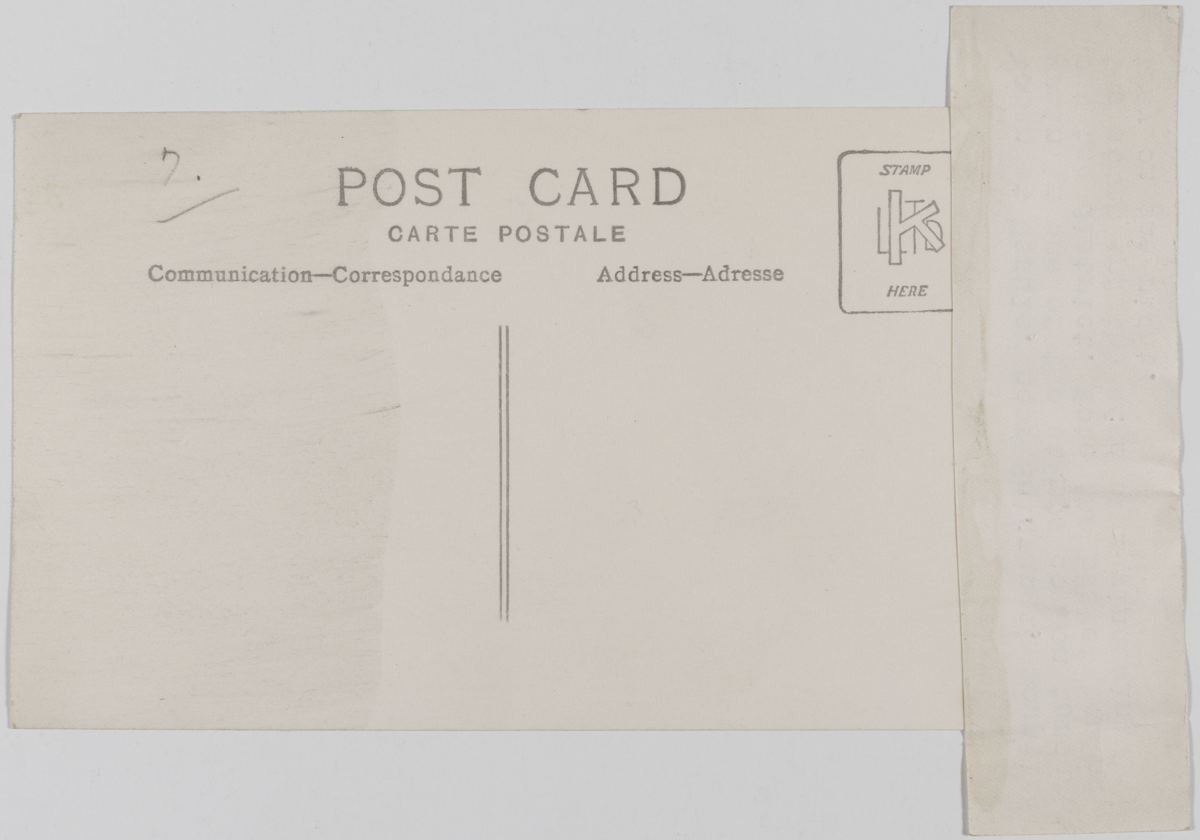 7.
POST CARD
CARTE POSTALE
Communication—Correspondance
Address—Adresse
STAMP
HERE